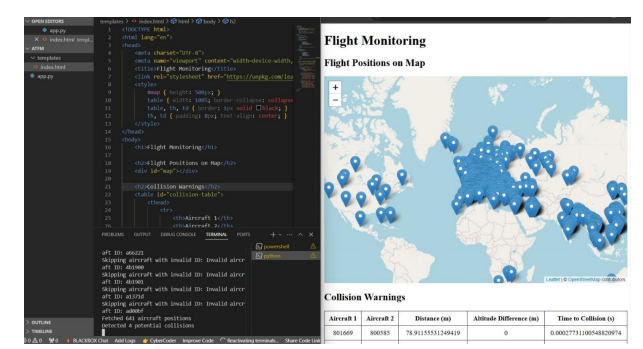 OPEN EDITORS
app.py
index.html templ...
ATFM
templates
index.html
app.py
OUTLINE
TIMELINE
templates > index.html > html > body > h2
1 <!DOCTYPE html>
2 <html lang="en">
3 <head>
4 <meta charset="UTF-8">
5 <meta name="viewport" content="width=device-width,
6 <title>Flight Monitoring</title>
7 <link rel="stylesheet" href="https://unpkg.com/lea
8 <style>
9 #map { height: 500px; }
10 table { width: 100%; border-collapse: collapse
11 table, th, td { border: 1px solid black; }
12 th, td { padding: 8px; text-align: center; }
13 </style>
14 </head>
15 <body>
16 <h1>Flight Monitoring</h1>
17
18 <h2>Flight Positions on Map</h2>
19 <div id="map"></div>
20
21 <h2>Collision Warnings</h2>
22 <table id="collision-table">
23 <thead>
24 <tr>
25 <th>Aircraft 1</th>
26 <th>Aircraft 2</th>
PROBLEMS OUTPUT DEBUG CONSOLE TERMINAL PORTS
powershell
python
aft ID: a66221
Skipping aircraft with invalid ID: Invalid aircr
aft ID: 4b1900
Skipping aircraft with invalid ID: Invalid aircr
aft ID: 4b1901
Skipping aircraft with invalid ID: Invalid aircr
aft ID: a1371d
Skipping aircraft with invalid ID: Invalid aircr
aft ID: ad00bf
Fetched 641 aircraft positions
Detected 4 potential collisions
0 0 0 BLACKBOX Chat Add Logs CyberCoder Improve Code Reactivating terminals... Share Code Link
Flight Monitoring
Flight Positions on Map
+
−
Leaflet | © OpenStreetMap contributors
Collision Warnings
Aircraft 1 Aircraft 2 Distance (m) Altitude Difference (m) Time to Collision (s)
801669 800585 78.91155531249419 0 0.00027731100548820974